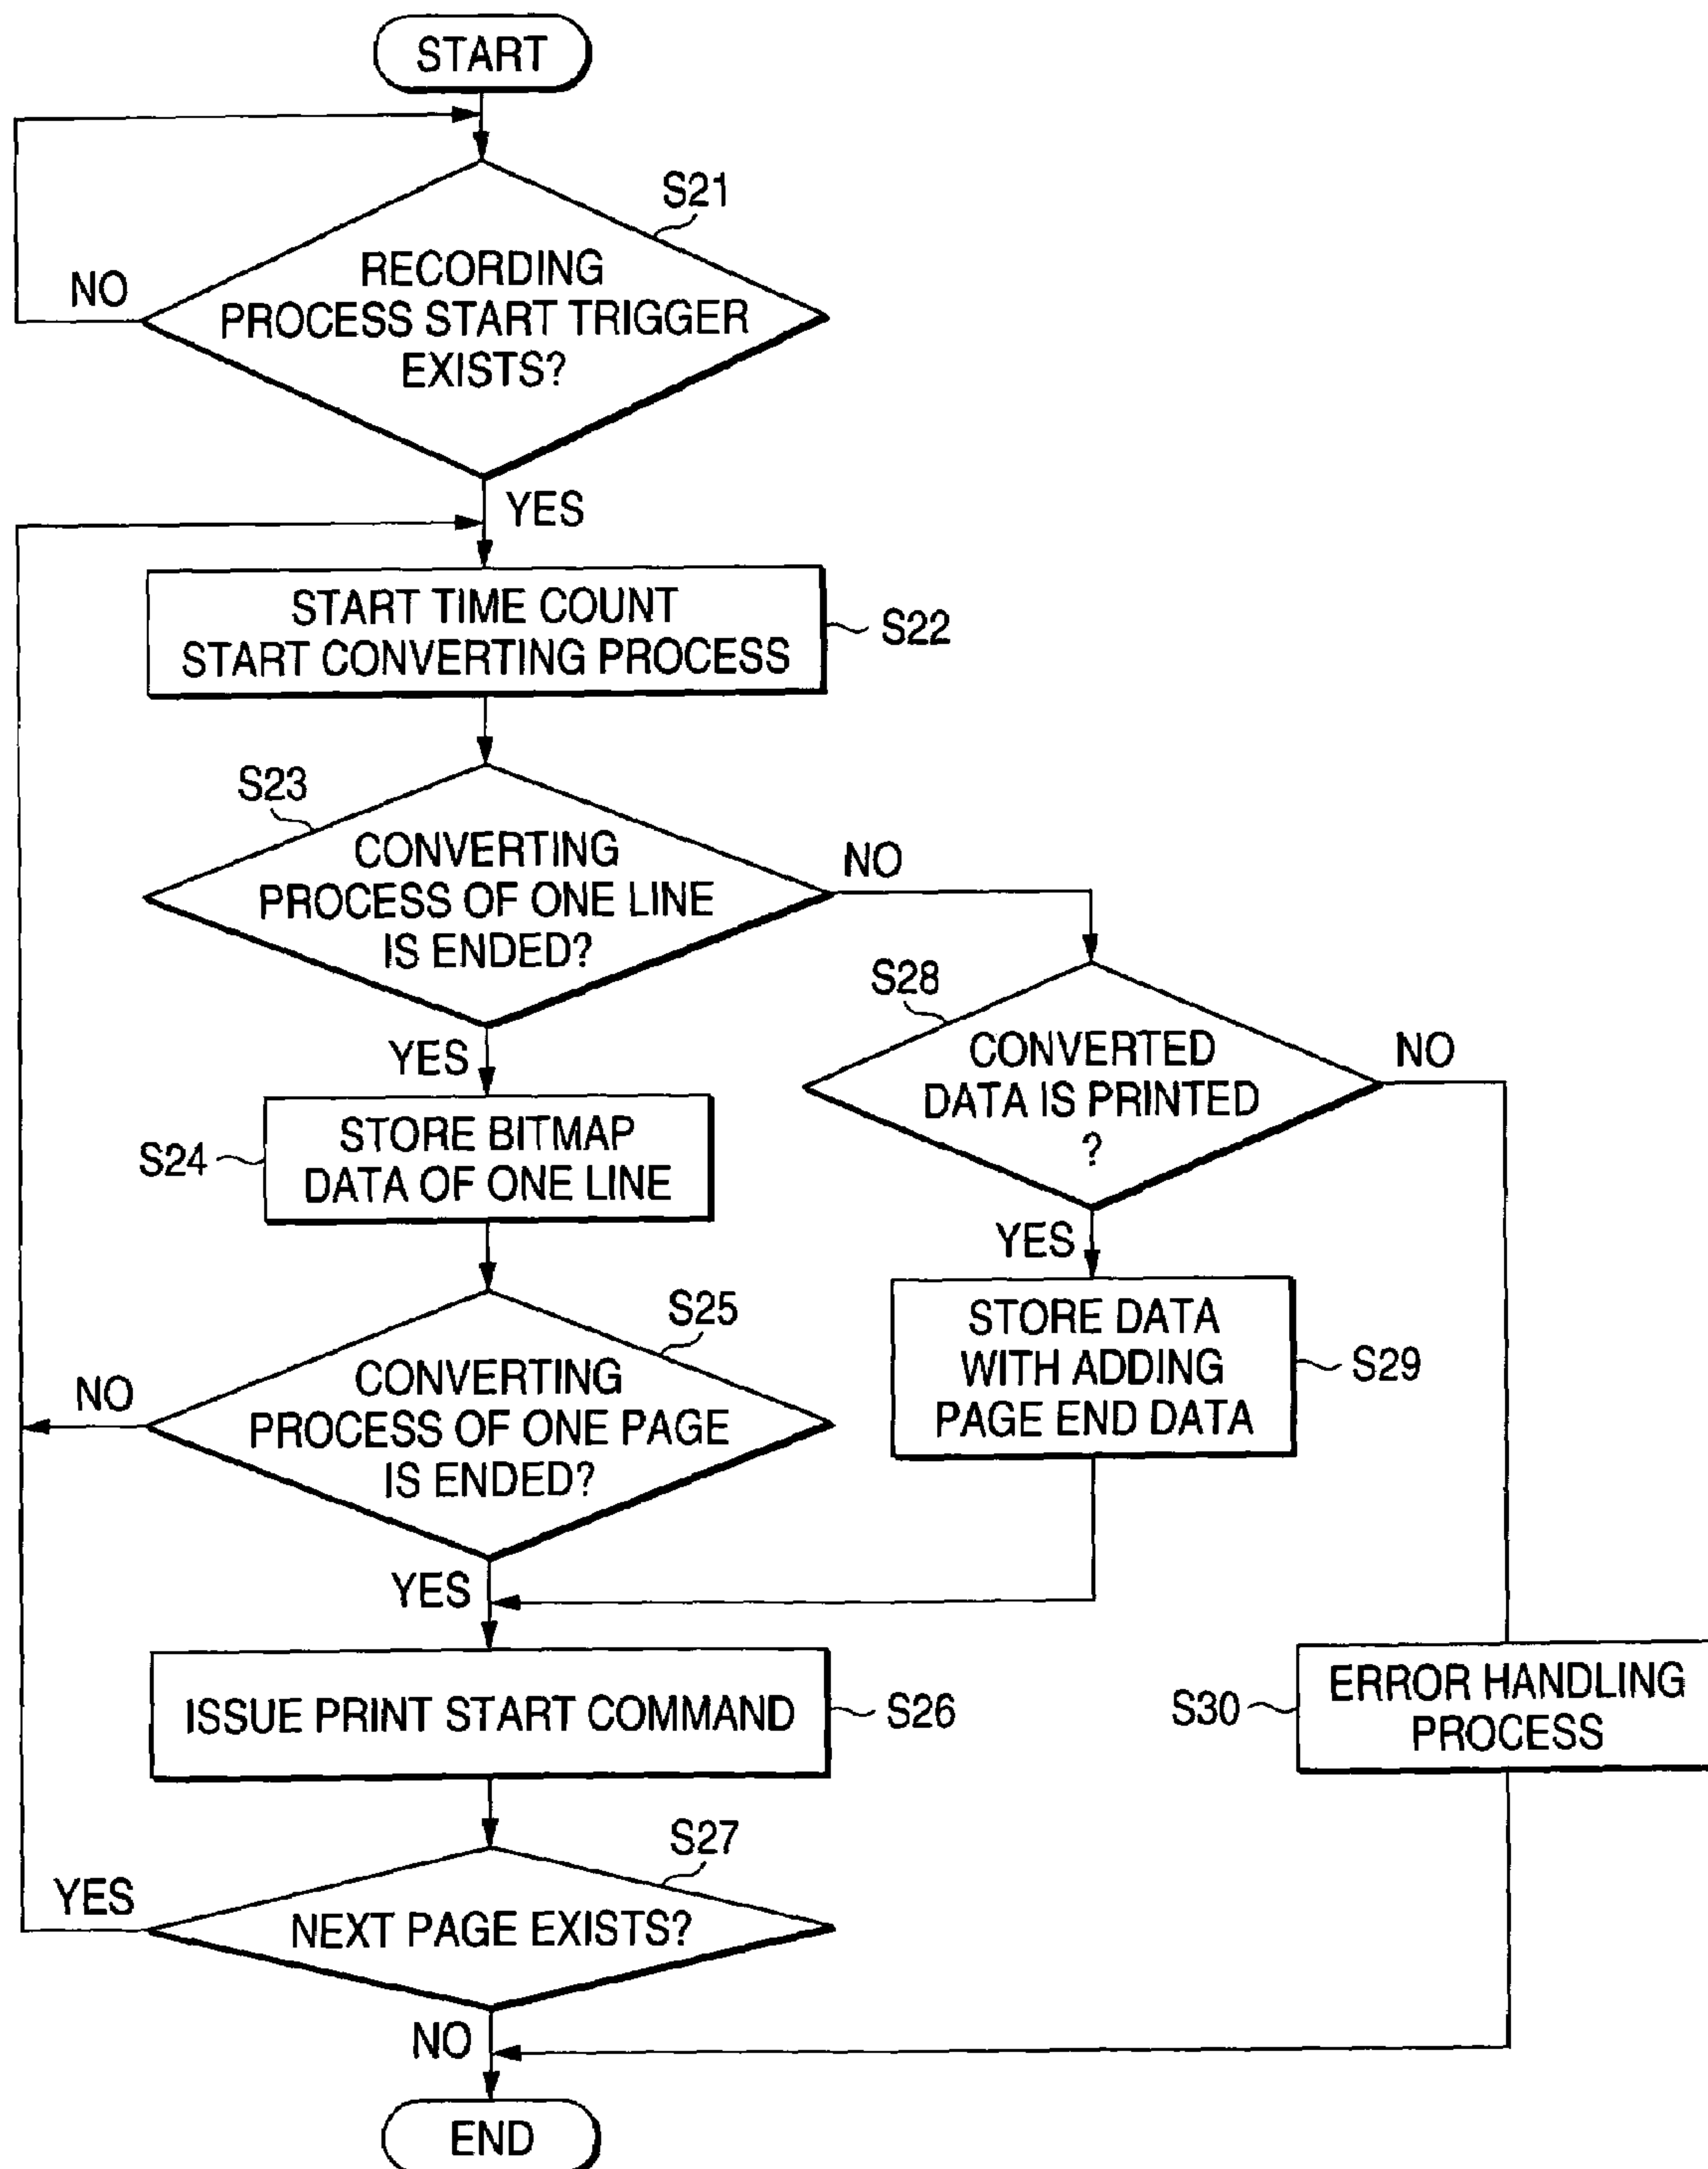 START
S21
RECORDING
PROCESS START TRIGGER
EXISTS?
NO
YES
START TIME COUNT
START CONVERTING PROCESS
S22
S23
CONVERTING
PROCESS OF ONE LINE
IS ENDED?
NO
YES
S28
CONVERTED
DATA IS PRINTED
?
NO
YES
S24
STORE BITMAP
DATA OF ONE LINE
STORE DATA
WITH ADDING
PAGE END DATA
S29
S25
CONVERTING
PROCESS OF ONE PAGE
IS ENDED?
NO
YES
ISSUE PRINT START COMMAND
S26
S30
ERROR HANDLING
PROCESS
S27
NEXT PAGE EXISTS?
YES
NO
END